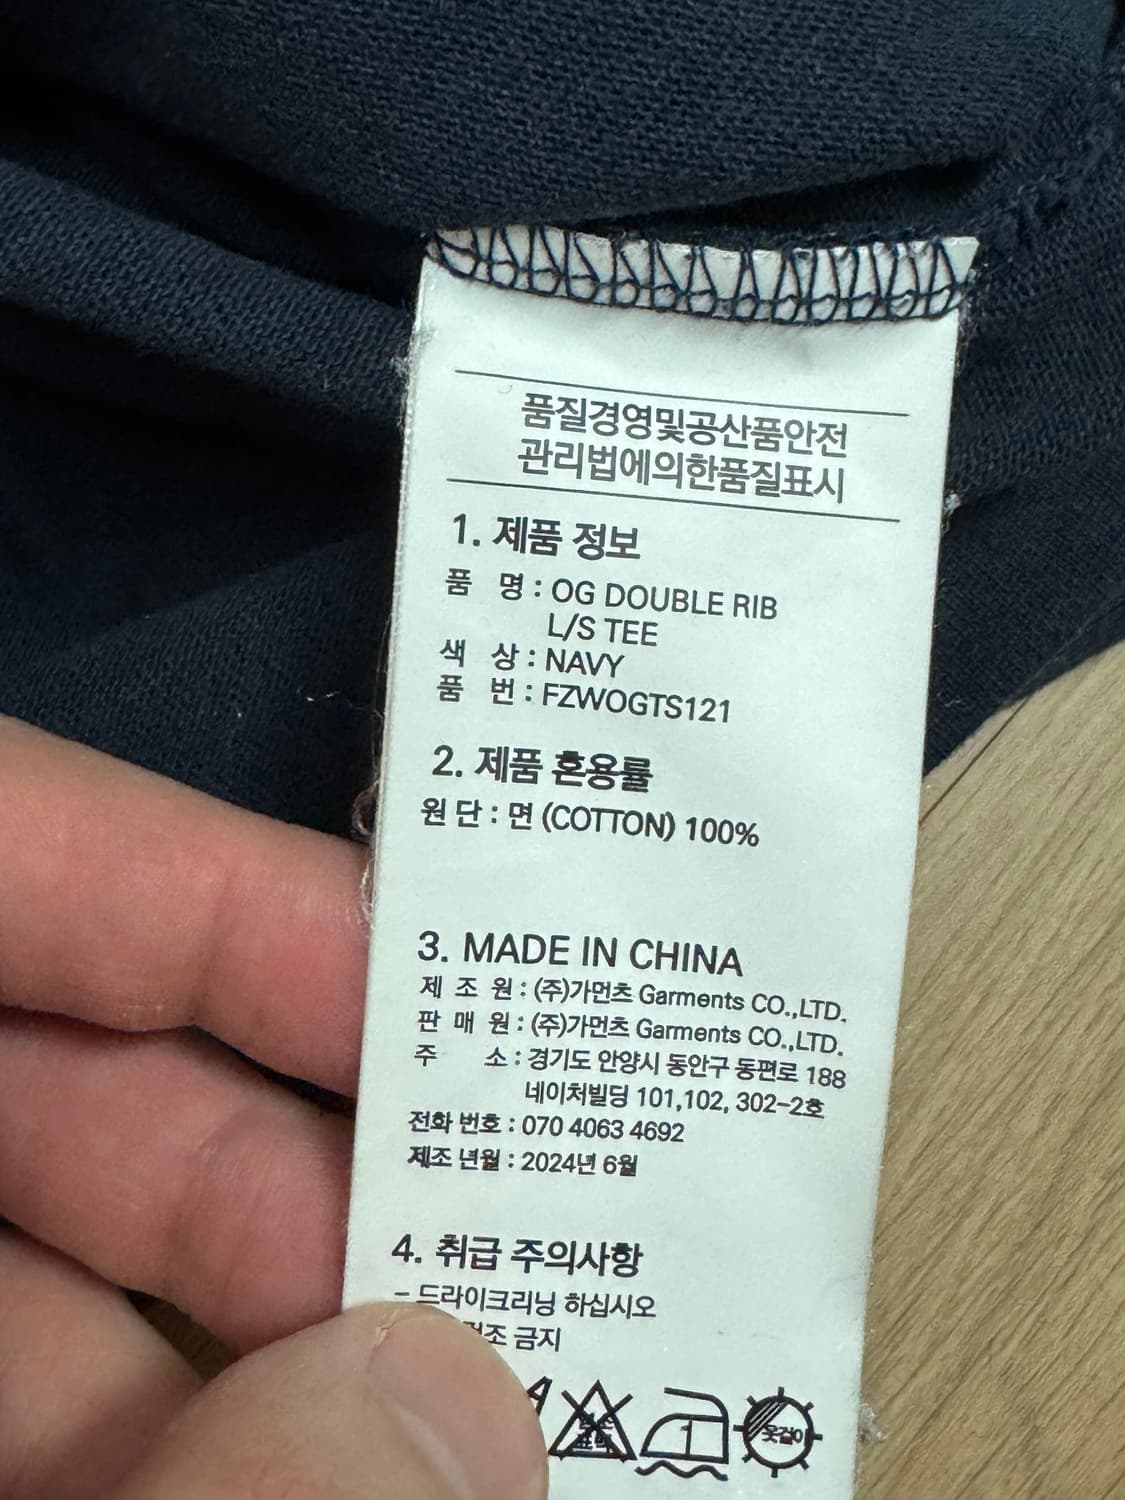 품질경영및공산품안전
관리법에의한품질표시
1. 제품 정보
품 명 : OG DOUBLE RIB
L/S TEE
색 상 : NAVY
품 번 : FZWOGTS121
2. 제품 혼용률
원 단 : 면 (COTTON) 100%
3. MADE IN CHINA
제 조 원 : (주)가먼츠 Garments CO.,LTD.
판 매 원 : (주)가먼츠 Garments CO.,LTD.
주 소 : 경기도 안양시 동안구 동편로 188
네이처빌딩 101,102, 302-2호
전화 번호 : 070 4063 4692
제조 년월 : 2024년 6월
4. 취급 주의사항
- 드라이크리닝 하십시오
금지
1 옷걸이